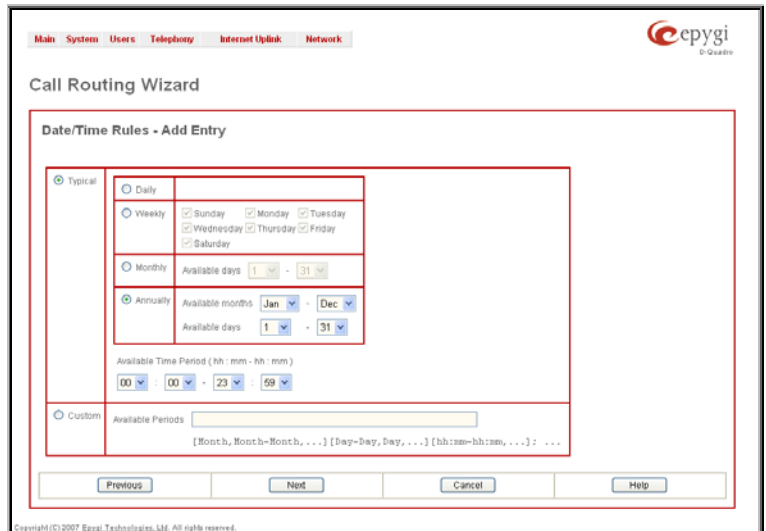 Main System Users Telephony Internet Uplink Network
epygi
D-Quadro
Call Routing Wizard
Date/Time Rules - Add Entry
Typical
Daily
Weekly
Sunday Monday Tuesday
Wednesday Thursday Friday
Saturday
Monthly Available days 1 - 31
Annually Available months Jan - Dec
Available days 1 - 31
Available Time Period ( hh : mm - hh : mm )
00 : 00 - 23 : 59
Custom Available Periods
[Month,Month-Month,...][Day-Day,Day,...][hh:mm-hh:mm,...]; ...
Previous Next Cancel Help
Copyright (C) 2007 Epygi Technologies, Ltd. All rights reserved.